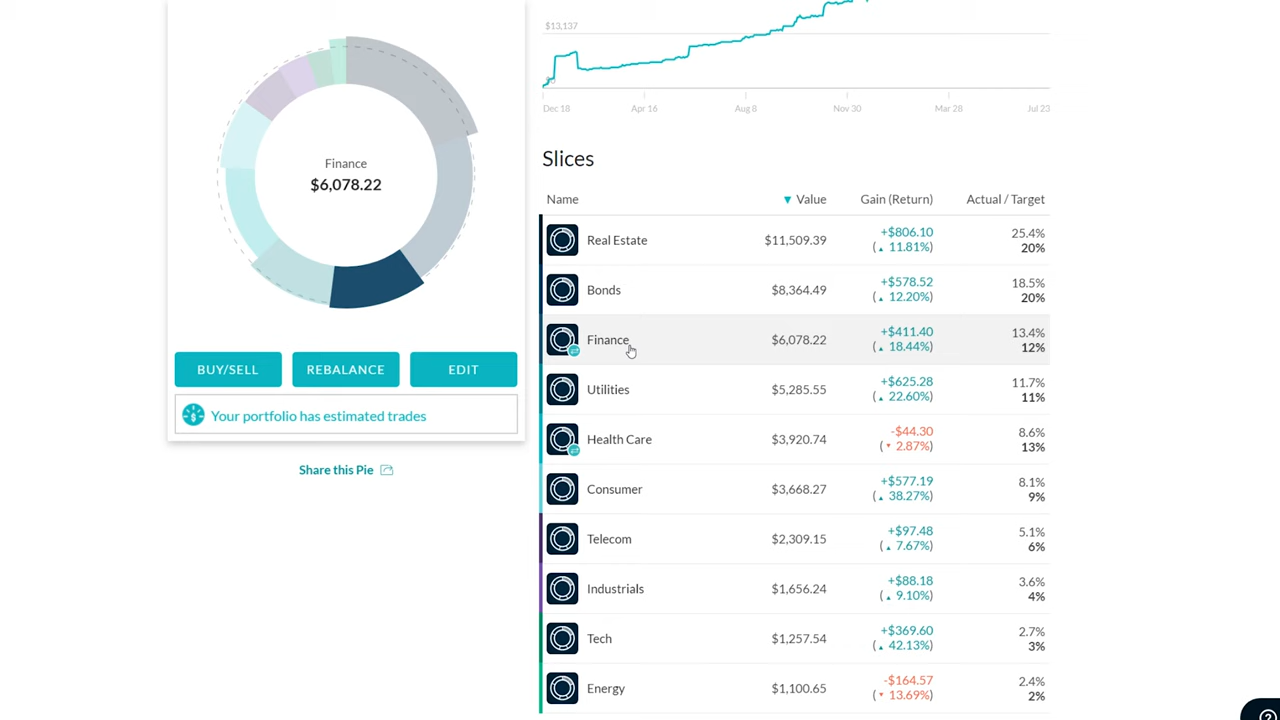 $13,137
$0
Dec 18 Apr 16 Aug 8 Nov 30 Mar 28 Jul 23
Finance
$6,078.22
BUY/SELL REBALANCE EDIT
Your portfolio has estimated trades
Share this Pie
Slices
Name ▼ Value Gain (Return) Actual / Target
Real Estate $11,509.39 +$806.10 25.4%
(▲ 11.81%) 20%
Bonds $8,364.49 +$578.52 18.5%
(▲ 12.20%) 20%
Finance $6,078.22 +$411.40 13.4%
(▲ 18.44%) 12%
Utilities $5,285.55 +$625.28 11.7%
(▲ 22.60%) 11%
Health Care $3,920.74 -$44.30 8.6%
(▼ 2.87%) 13%
Consumer $3,668.27 +$577.19 8.1%
(▲ 38.27%) 9%
Telecom $2,309.15 +$97.48 5.1%
(▲ 7.67%) 6%
Industrials $1,656.24 +$88.18 3.6%
(▲ 9.10%) 4%
Tech $1,257.54 +$369.60 2.7%
(▲ 42.13%) 3%
Energy $1,100.65 -$164.57 2.4%
(▼ 13.69%) 2%